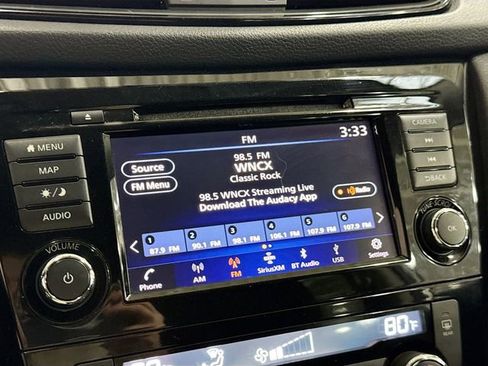 FM
3:33
98.5 FM
WNCX
Classic Rock
Source
FM Menu
98.5 WNCX Streaming Live
Download The Audacy App
Radio
1 2 3 4 5 6
87.9 FM 90.1 FM 98.1 FM 106.1 FM 107.9 FM 107.9 FM
Phone AM FM SiriusXM BT Audio USB Settings
MENU
MAP
AUDIO
VOLUME
CAMERA
BACK
TUNE SCROLL
OK
80
80°F
REAR